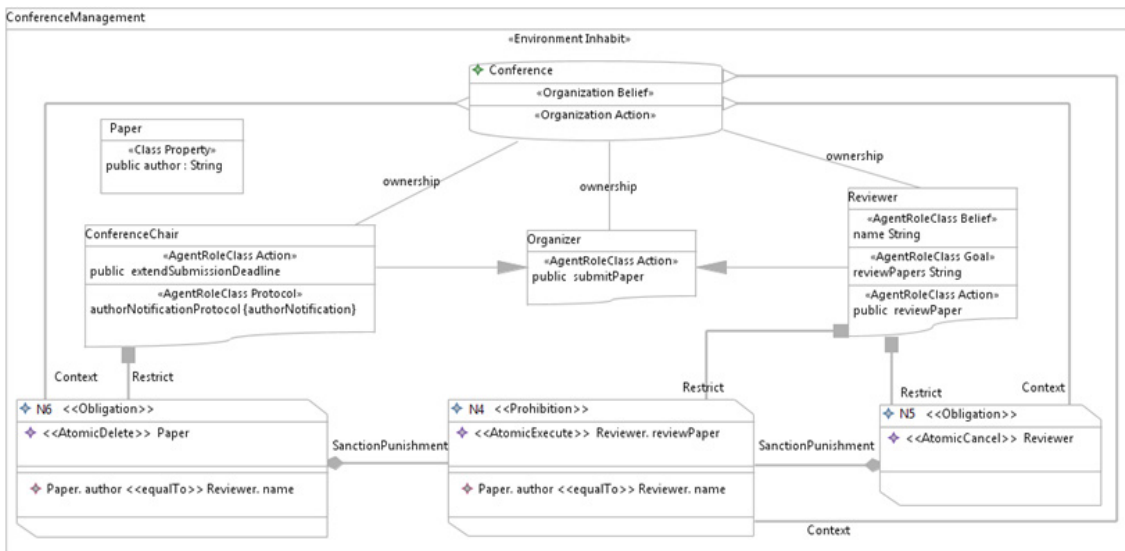 ConferenceManagement
«Environment Inhabit»
Conference
«Organization Belief»
«Organization Action»
Paper
«Class Property»
public author : String
ownership
ownership
ownership
Reviewer
«AgentRoleClass Belief»
name String
«AgentRoleClass Goal»
reviewPapers String
«AgentRoleClass Action»
public reviewPaper
ConferenceChair
«AgentRoleClass Action»
public extendSubmissionDeadline
«AgentRoleClass Protocol»
authorNotificationProtocol {authorNotification}
Organizer
«AgentRoleClass Action»
public submitPaper
Context
Restrict
Restrict
Restrict
Context
N6 <<Obligation>>
<<AtomicDelete>> Paper
Paper. author <<equalTo>> Reviewer. name
SanctionPunishment
N4 <<Prohibition>>
<<AtomicExecute>> Reviewer. reviewPaper
Paper. author <<equalTo>> Reviewer. name
SanctionPunishment
N5 <<Obligation>>
<<AtomicCancel>> Reviewer
Context